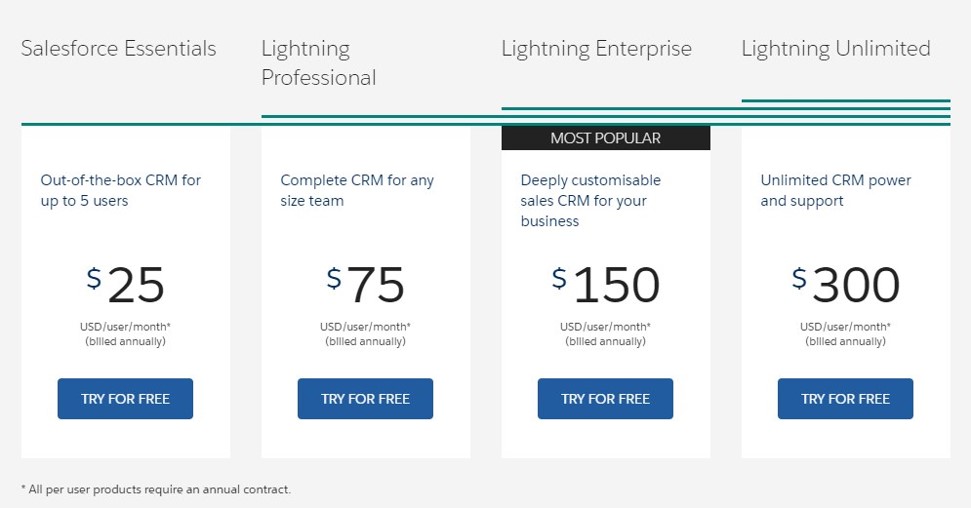 Salesforce Essentials
Lightning
Professional
Lightning Enterprise
Lightning Unlimited
Out-of-the-box CRM for
up to 5 users
$25
USD/user/month*
(billed annually)
TRY FOR FREE
Complete CRM for any
size team
$75
USD/user/month*
(billed annually)
TRY FOR FREE
MOST POPULAR
Deeply customisable
sales CRM for your
business
$150
USD/user/month*
(billed annually)
TRY FOR FREE
Unlimited CRM power
and support
$300
USD/user/month*
(billed annually)
TRY FOR FREE
* All per user products require an annual contract.